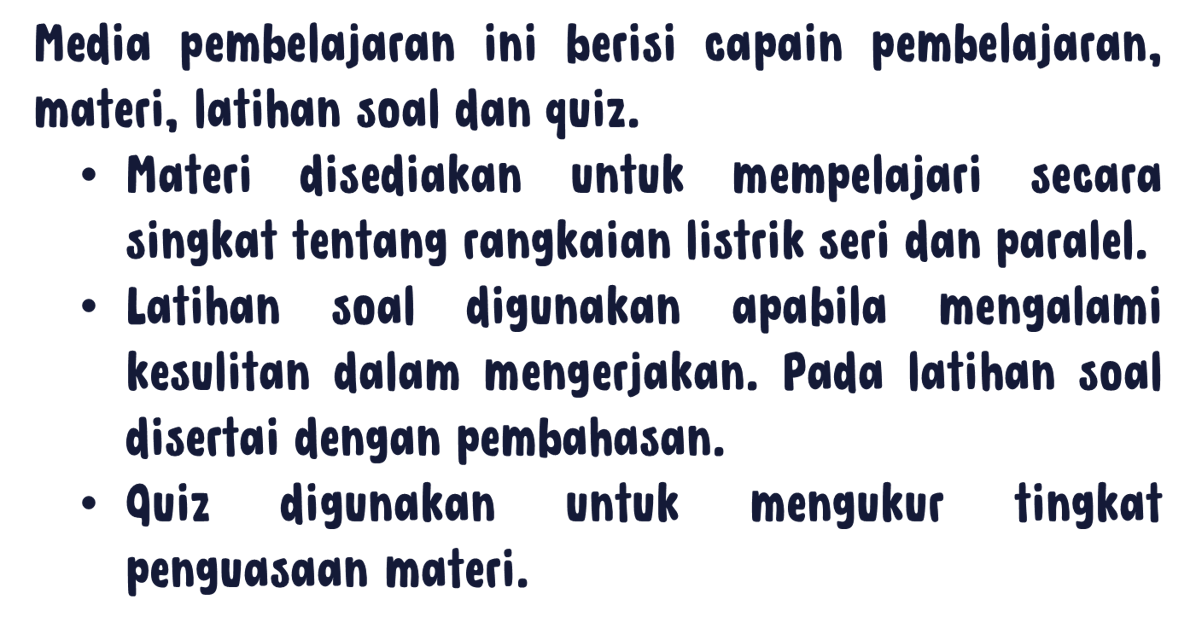 Media pembelajaran ini berisi capain pembelajaran,
materi, latihan soal dan quiz.
• Materi disediakan untuk mempelajari secara
singkat tentang rangkaian listrik seri dan paralel.
• Latihan soal digunakan apabila mengalami
kesulitan dalam mengerjakan. Pada latihan soal
disertai dengan pembahasan.
• Quiz digunakan untuk mengukur tingkat
penguasaan materi.